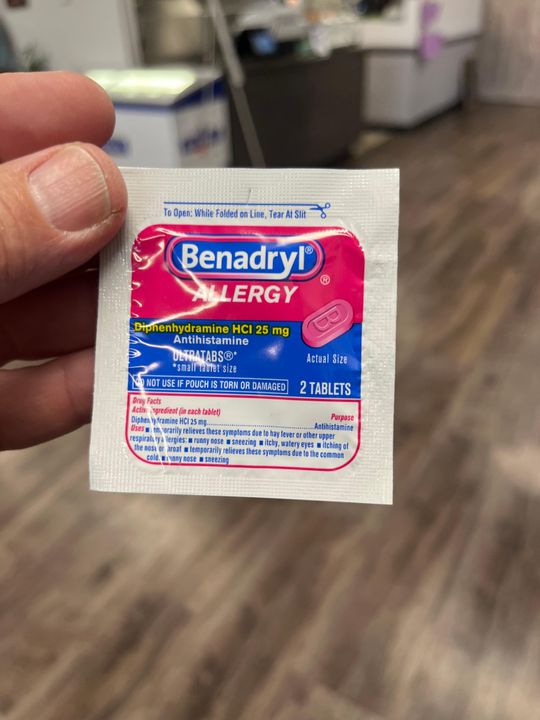 To Open: While Folded on Line, Tear At Slit
Benadryl®
ALLERGY ®
Diphenhydramine HCl 25 mg
Antihistamine
ULTRATABS®*
*small tablet size
B
Actual Size
DO NOT USE IF POUCH IS TORN OR DAMAGED
2 TABLETS
Drug Facts
Active ingredient (in each tablet) Purpose
Diphenhydramine HCl 25 mg........................Antihistamine
Uses ■ temporarily relieves these symptoms due to hay fever or other upper
respiratory allergies: ■ runny nose ■ sneezing ■ itchy, watery eyes ■ itching of
the nose or throat ■ temporarily relieves these symptoms due to the common
cold: ■ runny nose ■ sneezing